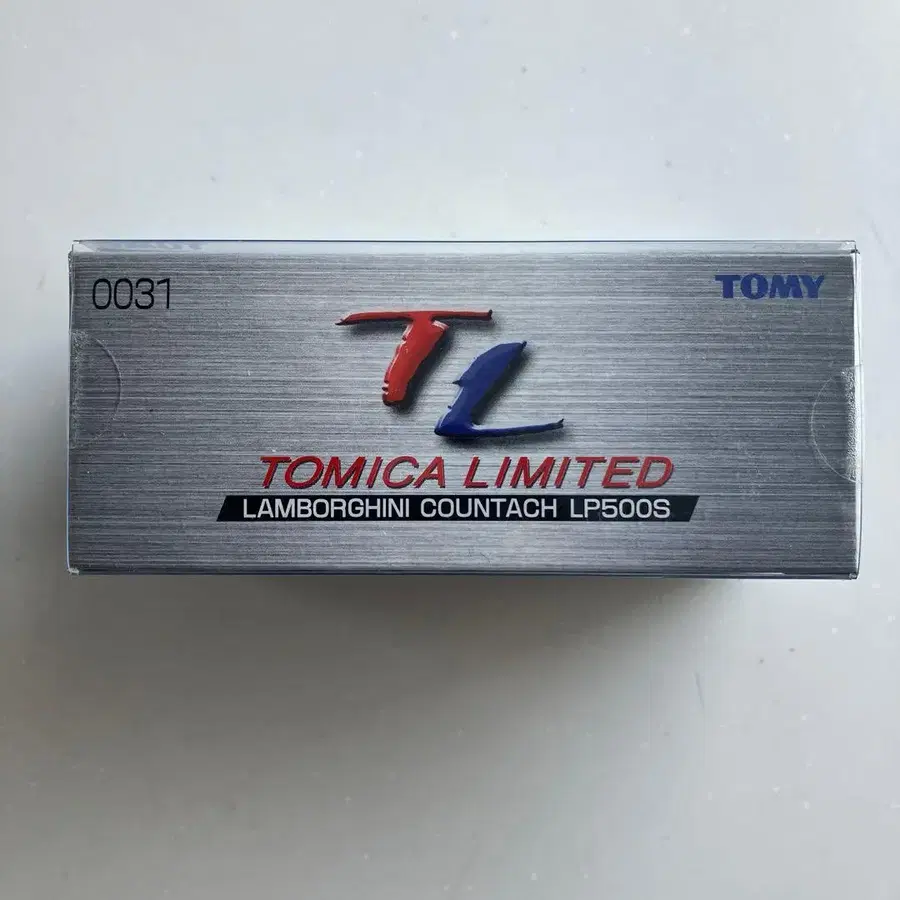 0031
TOMY
TL
TOMICA LIMITED
LAMBORGHINI COUNTACH LP500S